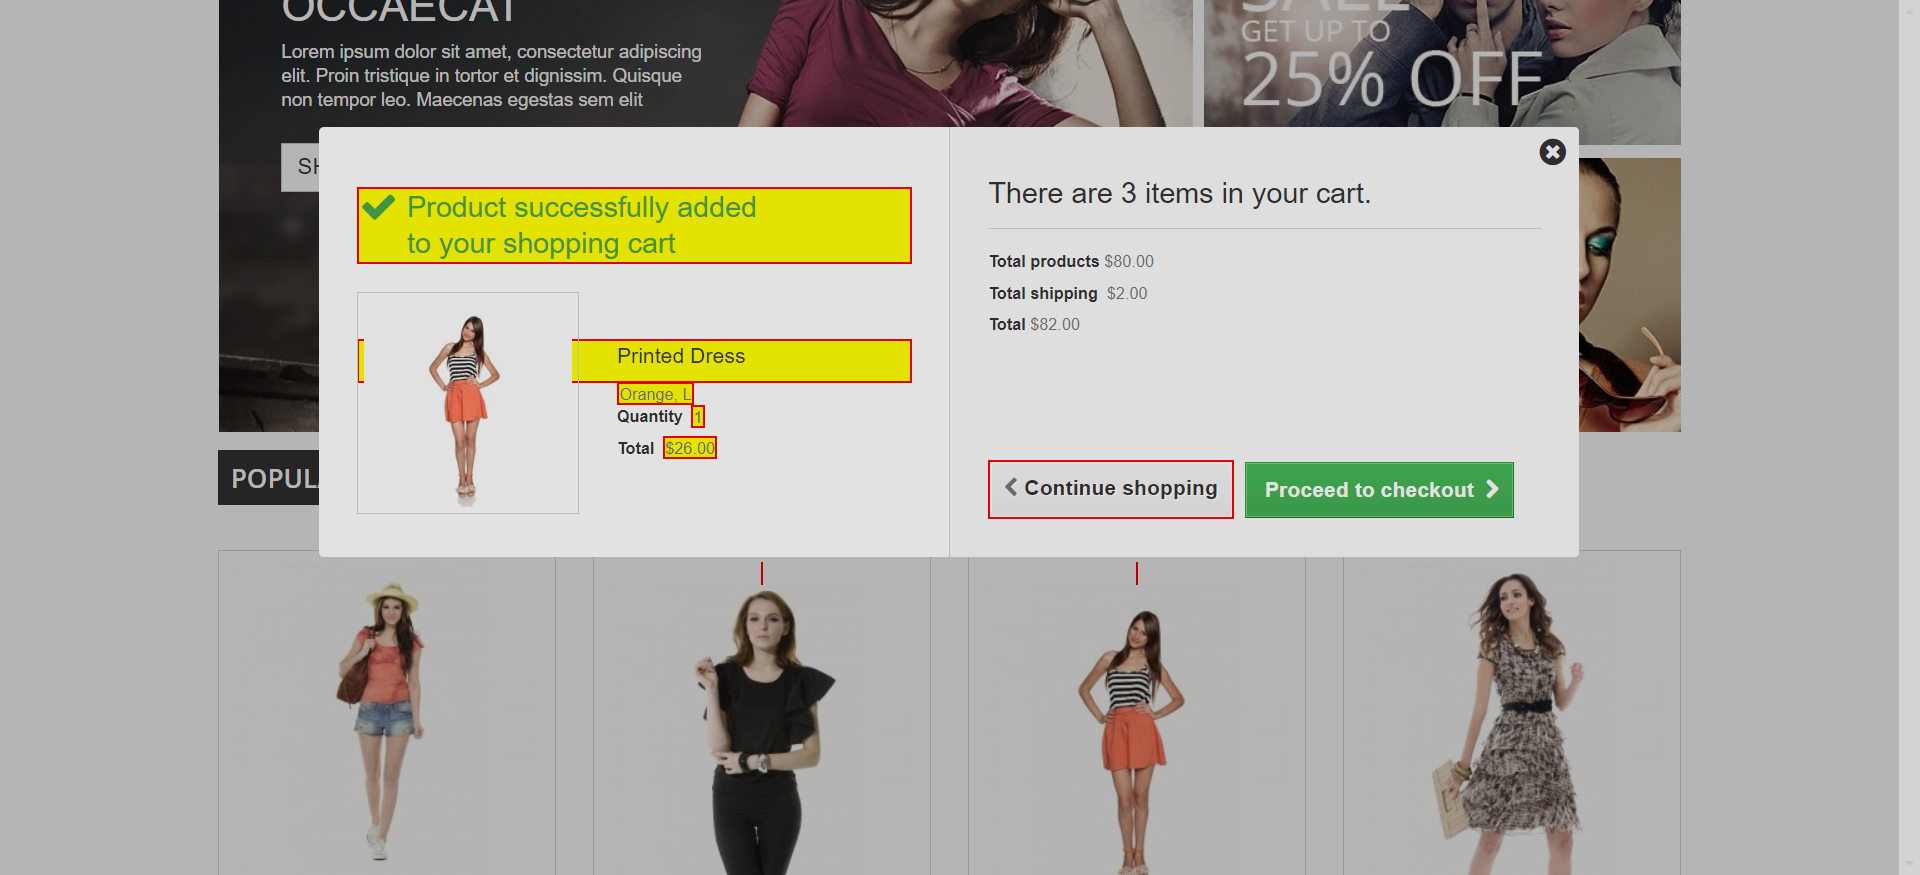 OCCAECAT
Lorem ipsum dolor sit amet, consectetur adipiscing
elit. Proin tristique in tortor et dignissim. Quisque
non tempor leo. Maecenas egestas sem elit
SH
SALE
GET UP TO
25% OFF
Product successfully added
to your shopping cart
Printed Dress
Orange, L
Quantity 1
Total $26.00
There are 3 items in your cart.
Total products $80.00
Total shipping $2.00
Total $82.00
Continue shopping
Proceed to checkout
POPULA